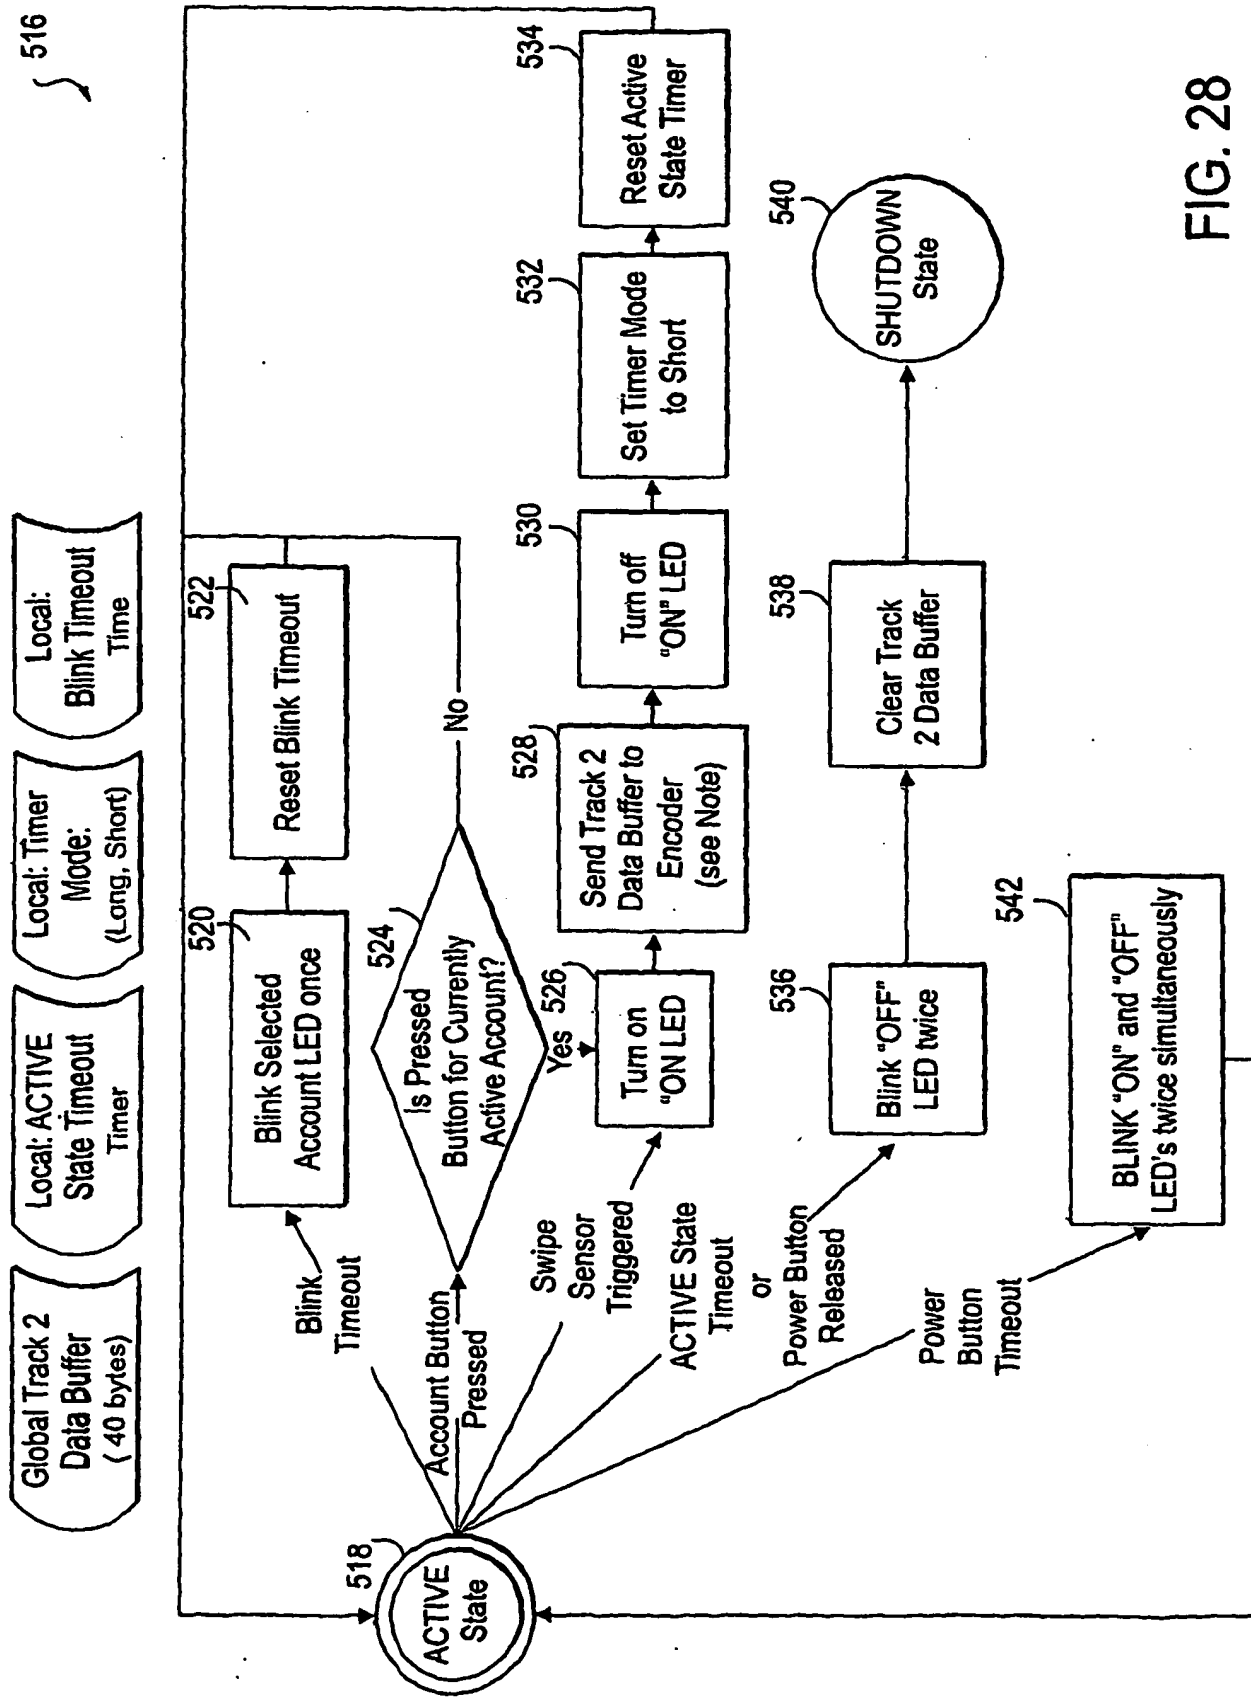 516
Global Track 2
Data Buffer
( 40 bytes)
Local: ACTIVE
State Timeout
Timer
Local: Timer
Mode:
(Long, Short)
Local:
Blink Timeout
Time
518
ACTIVE
State
Blink
Timeout
520
Blink Selected
Account LED once
522
Reset Blink Timeout
Account Button
Pressed
524
Is Pressed
Button for Currently
Active Account?
No
Yes
Swipe
Sensor
Triggered
526
Turn on
“ON LED
528
Send Track 2
Data Buffer to
Encoder
(see Note)
530
Turn off
“ON” LED
532
Set Timer Mode
to Short
534
Reset Active
State Timer
ACTIVE State
Timeout
or
Power Button
Released
536
Blink “OFF”
LED twice
538
Clear Track
2 Data Buffer
540
SHUTDOWN
State
Power
Button
Timeout
542
BLINK “ON” and “OFF”
LED's twice simultaneously
FIG. 28